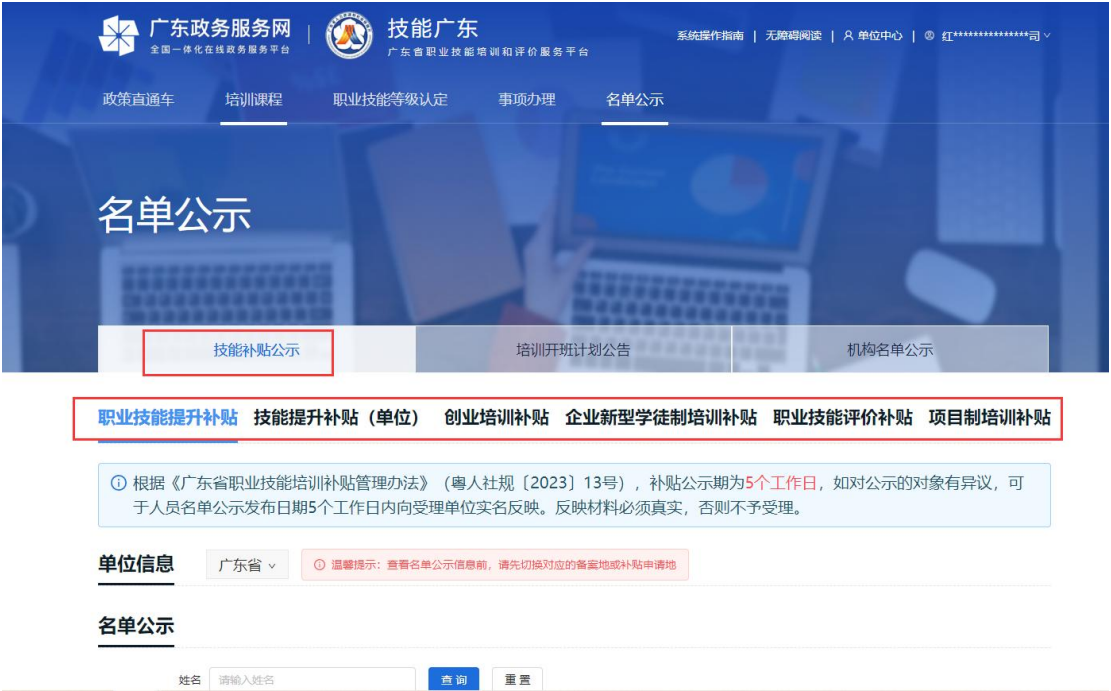 广东政务服务网
全国一体化在线政务服务平台
技能广东
广东省职业技能培训和评价服务平台
系统操作指南 | 无障碍阅读 | 单位中心 | 红***************司
政策直通车 培训课程 职业技能等级认定 事项办理 名单公示
名单公示
技能补贴公示 培训开班计划公告 机构名单公示
职业技能提升补贴 技能提升补贴（单位） 创业培训补贴 企业新型学徒制培训补贴 职业技能评价补贴 项目制培训补贴
根据《广东省职业技能培训补贴管理办法》（粤人社规〔2023〕13号），补贴公示期为5个工作日，如对公示的对象有异议，可
于人员名单公示发布日期5个工作日内向受理单位实名反映。反映材料必须真实，否则不予受理。
单位信息 广东省 温馨提示：查看名单公示信息前，请先切换对应的备案地或补贴申请地
名单公示
姓名 请输入姓名 查询 重置